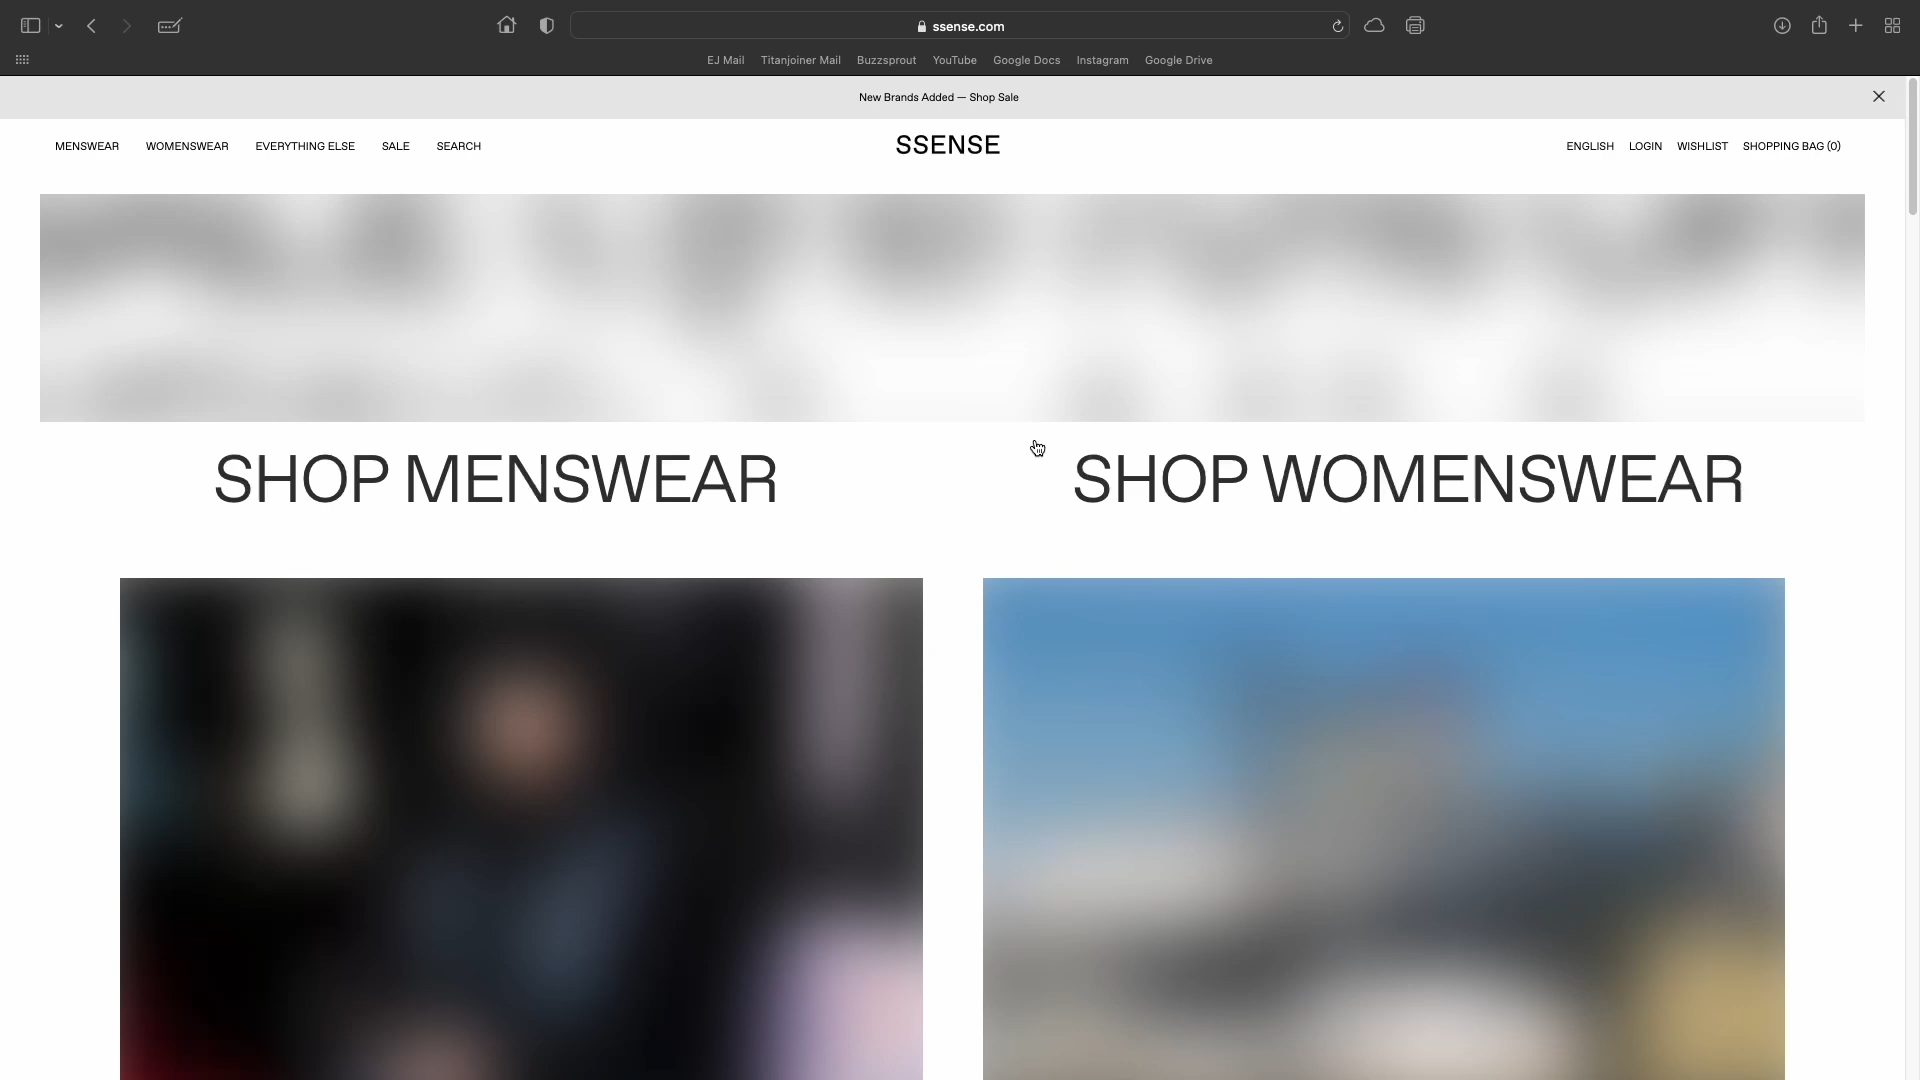 ssense.com
EJ Mail Titanjoiner Mail Buzzsprout YouTube Google Docs Instagram Google Drive
New Brands Added — Shop Sale
MENSWEAR WOMENSWEAR EVERYTHING ELSE SALE SEARCH SSENSE ENGLISH LOGIN WISHLIST SHOPPING BAG (0)
SHOP MENSWEAR SHOP WOMENSWEAR